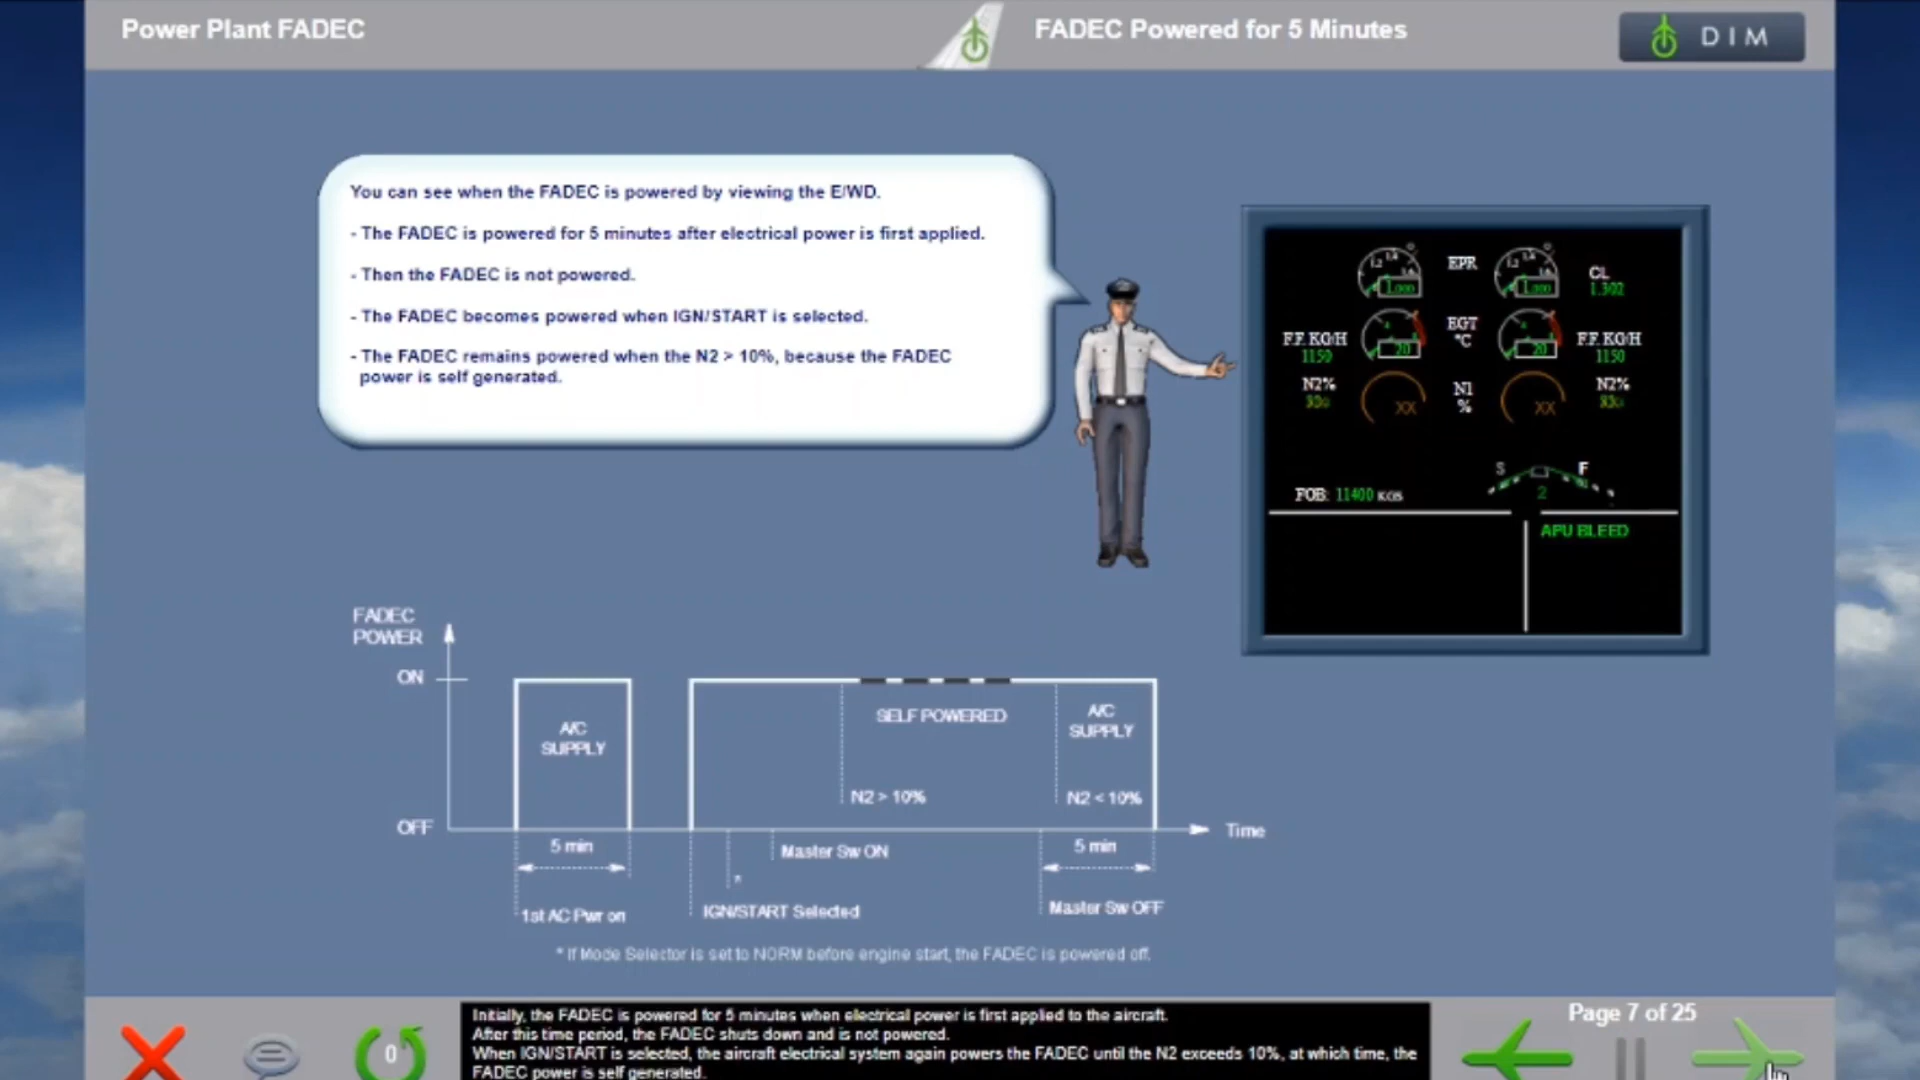 Power Plant FADEC
FADEC Powered for 5 Minutes
DIM
You can see when the FADEC is powered by viewing the E/WD.
- The FADEC is powered for 5 minutes after electrical power is first applied.
- Then the FADEC is not powered.
- The FADEC becomes powered when IGN/START is selected.
- The FADEC remains powered when the N2 > 10%, because the FADEC
power is self generated.
EPR
CL
1.302
1.000
1.000
F.F. KG/H
1150
EGT
°C
20
20
F.F. KG/H
1150
N2%
N1
%
XX
XX
N2%
S
F
2
FOB: 11400 KGS
APU BLEED
FADEC
POWER
ON
OFF
A/C
SUPPLY
SELF POWERED
A/C
SUPPLY
N2 > 10%
N2 < 10%
Time
5 min
Master Sw ON
5 min
*
1st AC Pwr on
IGN/START Selected
Master Sw OFF
* If Mode Selector is set to NORM before engine start, the FADEC is powered off.
Initially, the FADEC is powered for 5 minutes when electrical power is first applied to the aircraft.
After this time period, the FADEC shuts down and is not powered.
When IGN/START is selected, the aircraft electrical system again powers the FADEC until the N2 exceeds 10%, at which time, the
FADEC power is self generated.
0
Page 7 of 25